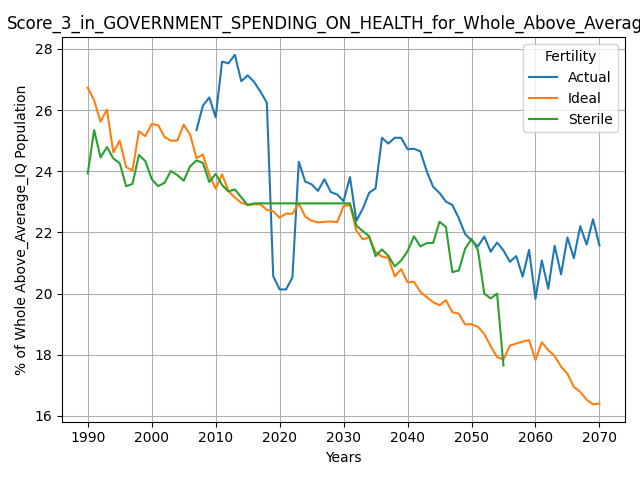 Score_3_in_GOVERNMENT_SPENDING_ON_HEALTH_for_Whole_Above_Averag
28
26
24
22
20
18
16
% of Whole Above_Average_IQ Population
Fertility
Actual
Ideal
Sterile
1990 2000 2010 2020 2030 2040 2050 2060 2070
Years